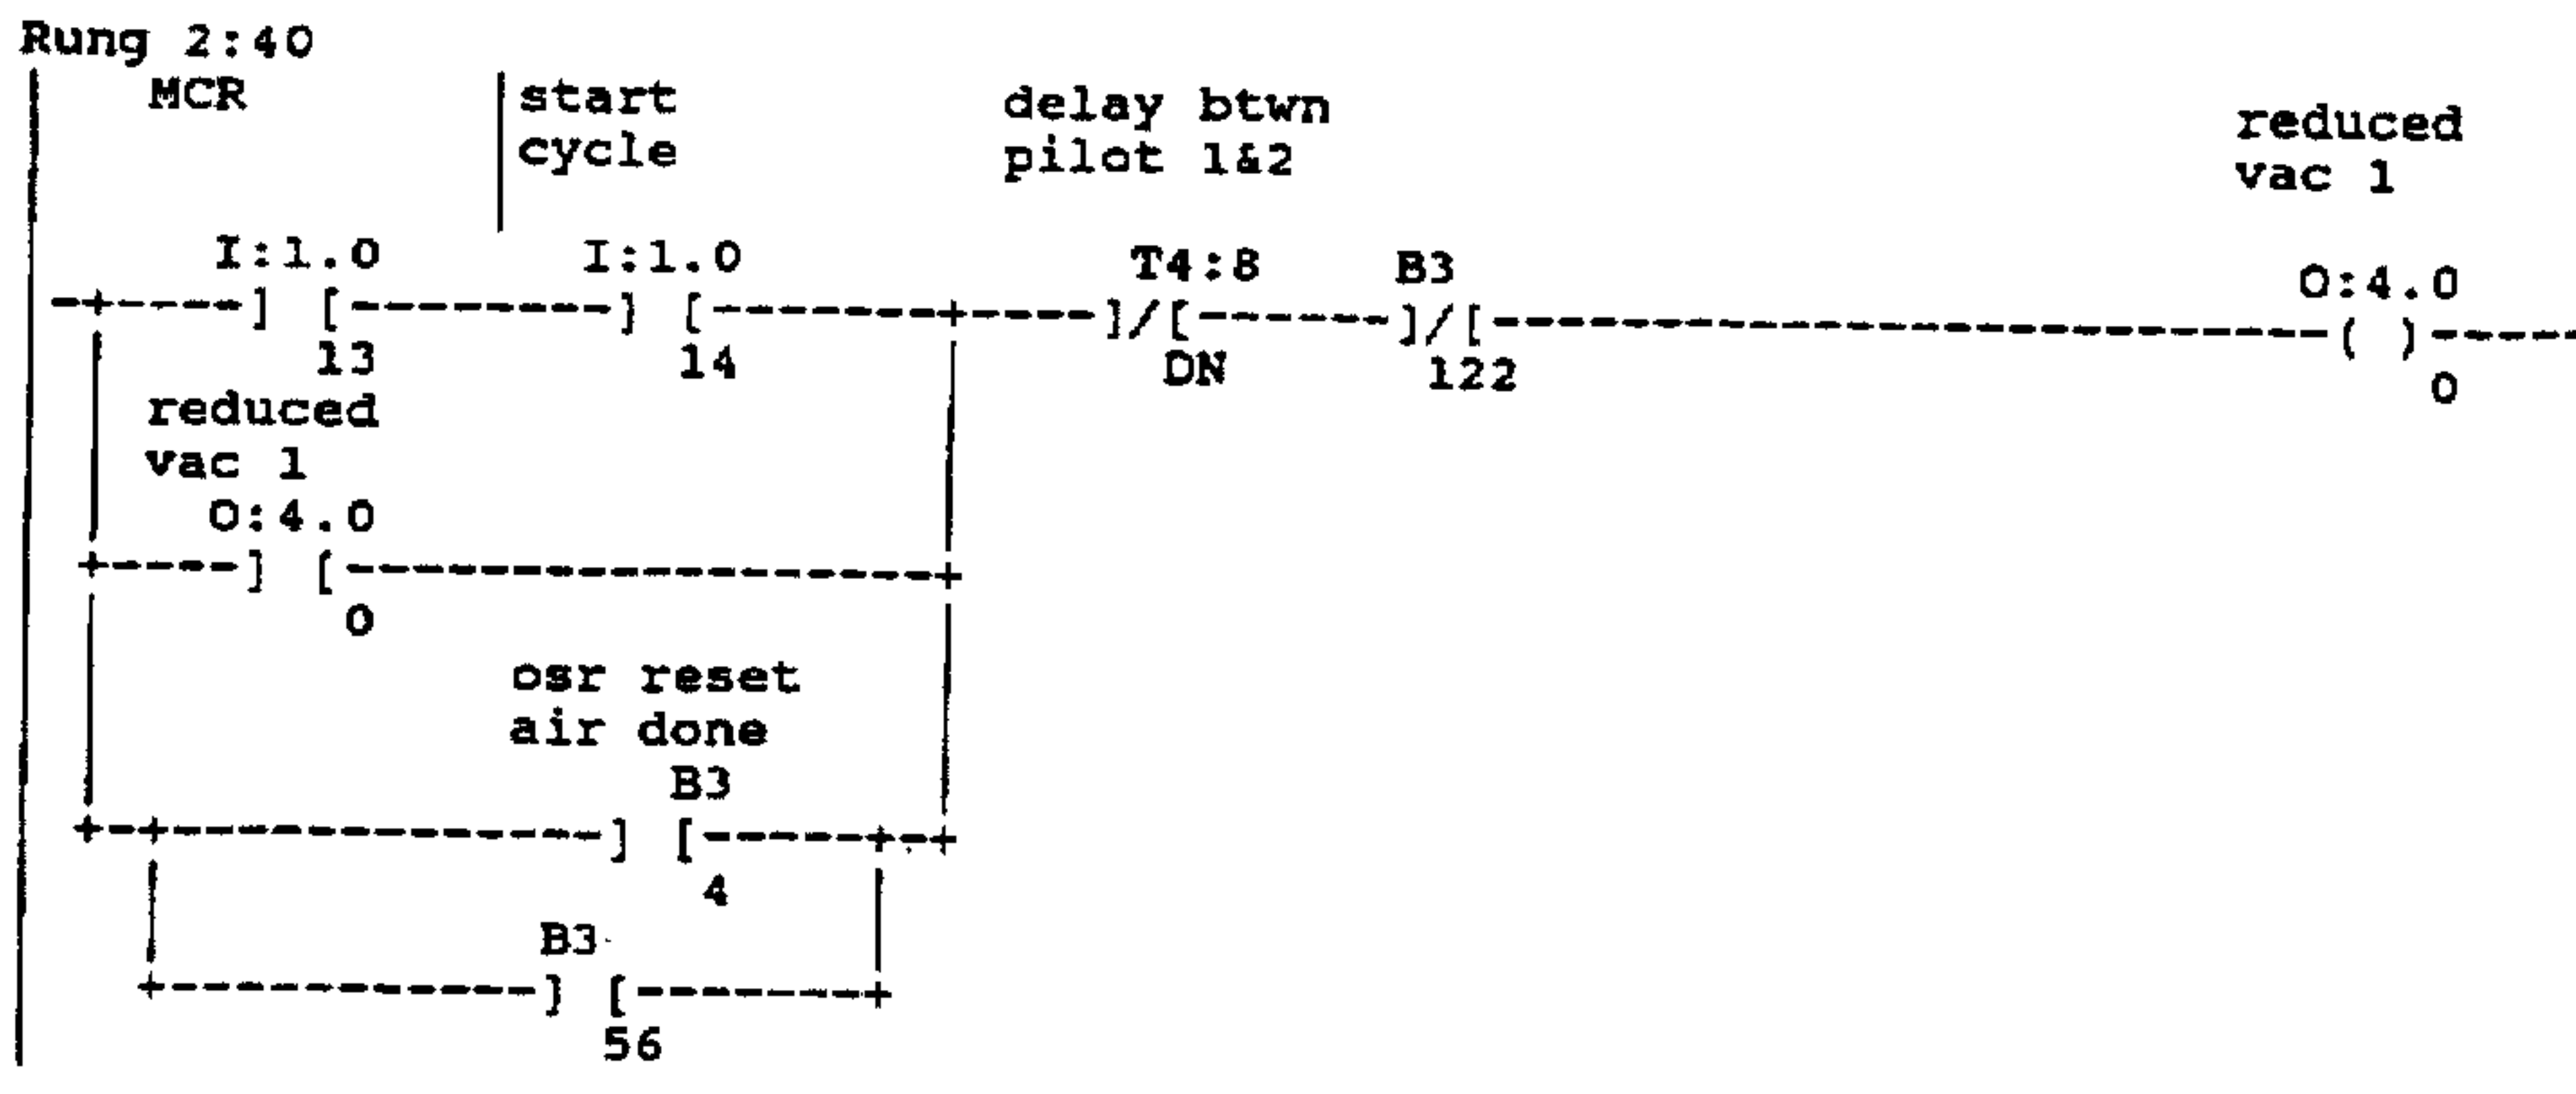 Rung 2:40
MCR |start delay btwn reduced
|cycle pilot 1&2 vac 1
I:1.0 I:1.0 T4:8 B3 O:4.0
-+-----] [--------] [-------+-----]/[------]/[--------------------------( )-----
13 14 DN 122 0
reduced
vac 1
O:4.0
+-----] [------------------+
0
osr reset
air done
B3
+-+--------------] [-----+-+
4
B3
+------------] [-------+
56